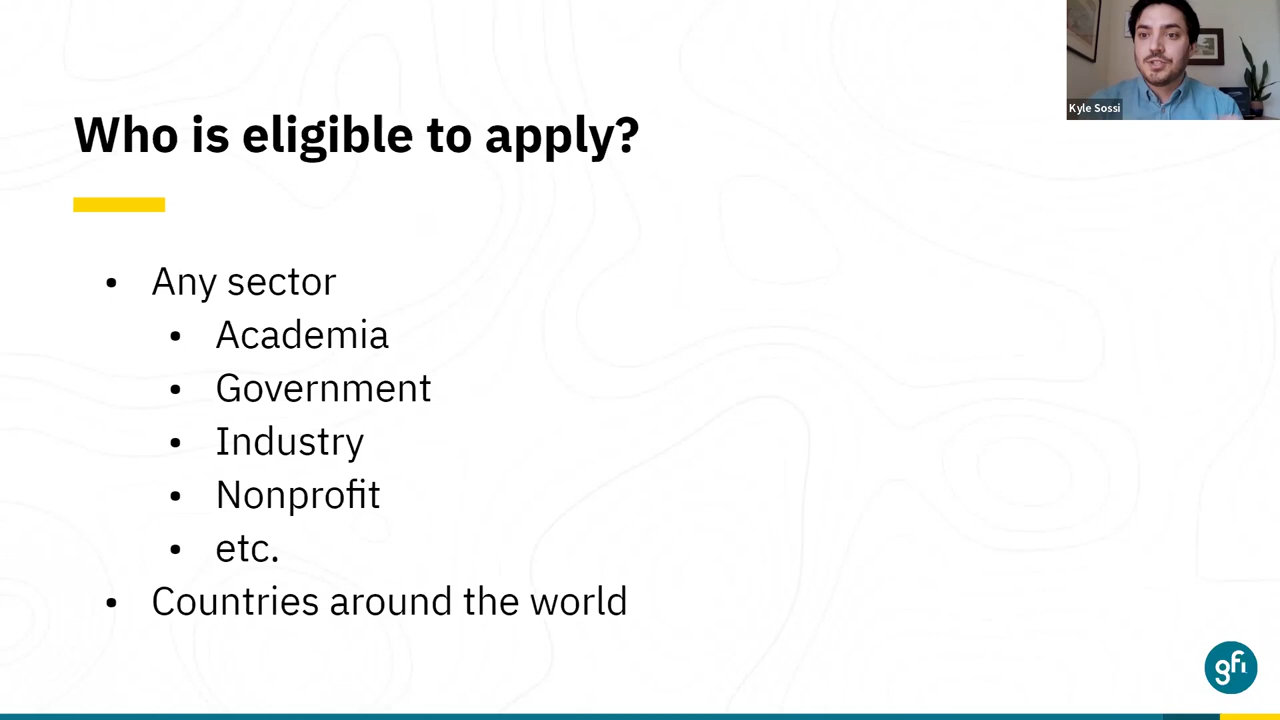 Who is eligible to apply?
Kyle Sossi
• Any sector
• Academia
• Government
• Industry
• Nonprofit
• etc.
• Countries around the world
gfi